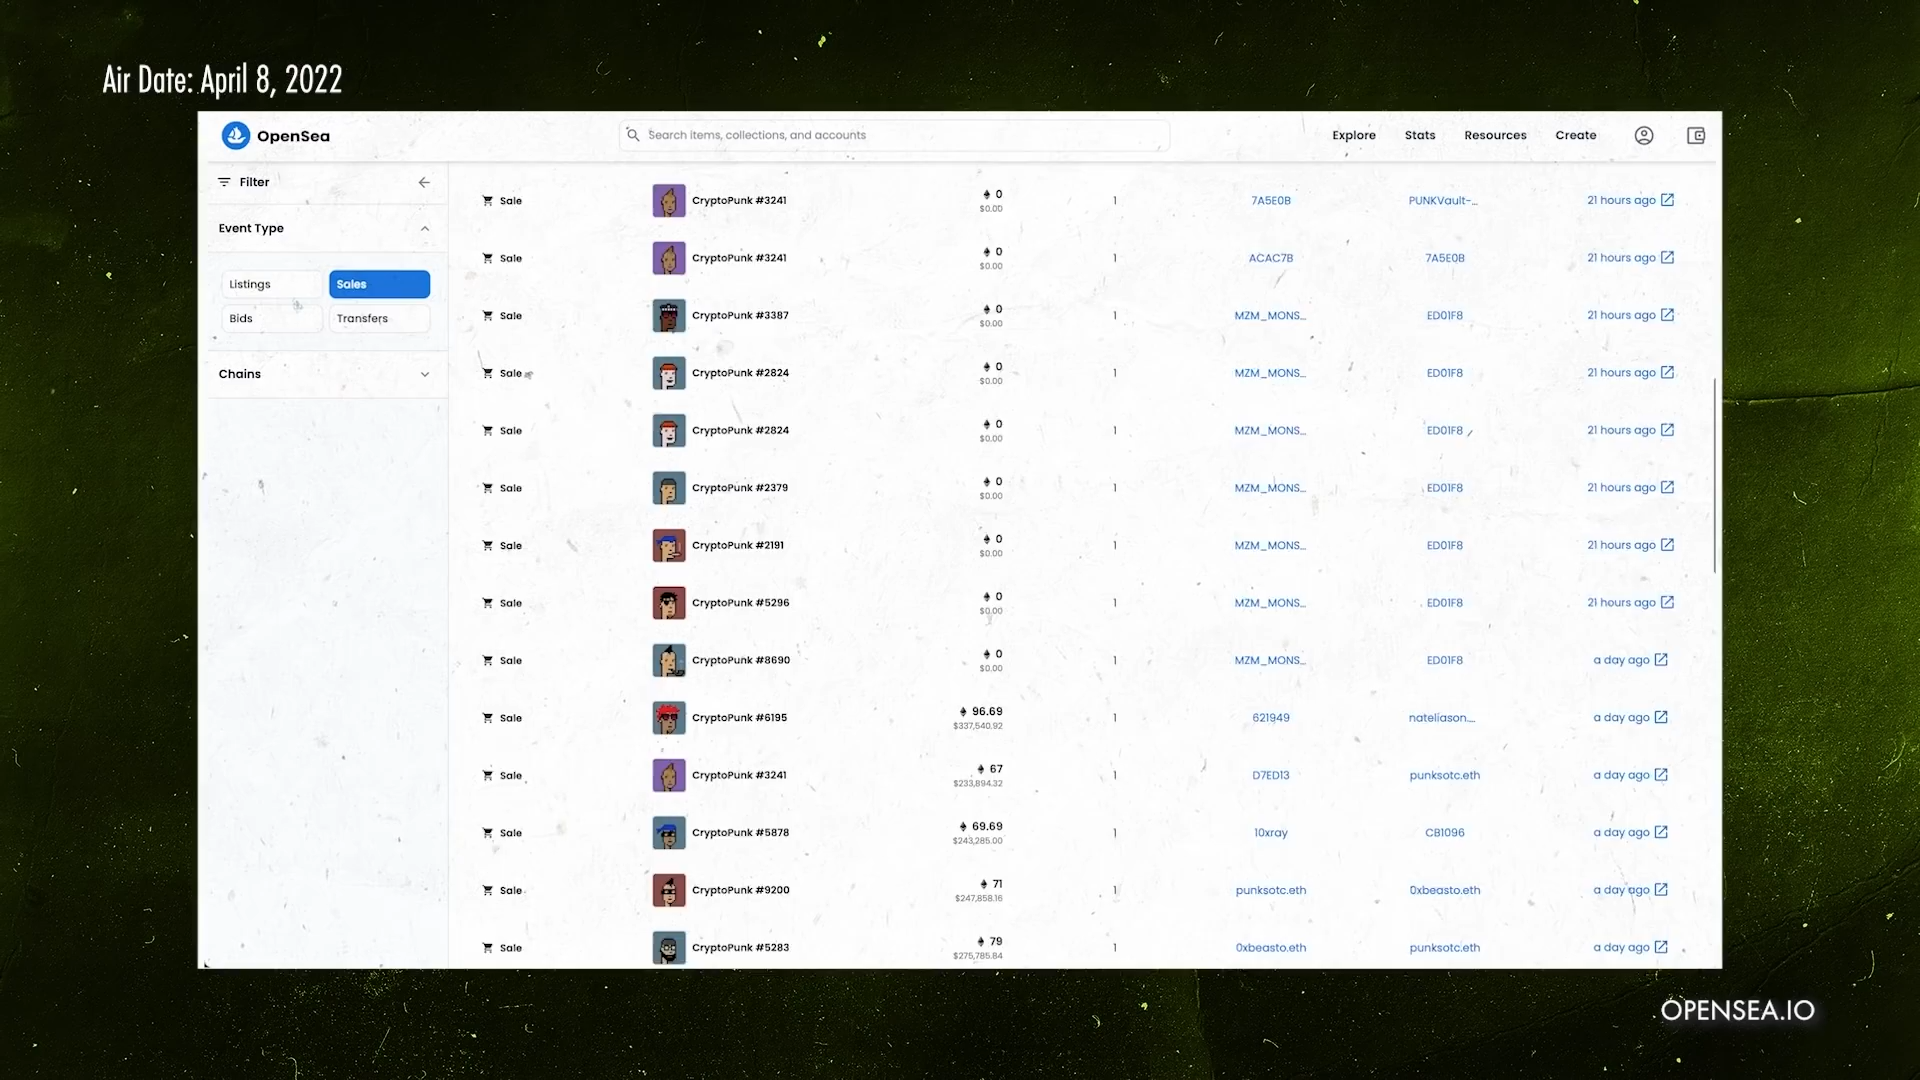 Air Date: April 8, 2022
OpenSea
Search items, collections, and accounts
Explore Stats Resources Create
Filter
Event Type
Listings Sales
Bids Transfers
Chains
Sale CryptoPunk #3241 0 $0.00 1 7A5E0B PUNKVault-... 21 hours ago
Sale CryptoPunk #3241 0 $0.00 1 ACAC7B 7A5E0B 21 hours ago
Sale CryptoPunk #3387 0 $0.00 1 MZM_MONS... ED01F8 21 hours ago
Sale CryptoPunk #2824 0 $0.00 1 MZM_MONS... ED01F8 21 hours ago
Sale CryptoPunk #2824 0 $0.00 1 MZM_MONS... ED01F8 21 hours ago
Sale CryptoPunk #2379 0 $0.00 1 MZM_MONS... ED01F8 21 hours ago
Sale CryptoPunk #2191 0 $0.00 1 MZM_MONS... ED01F8 21 hours ago
Sale CryptoPunk #5296 0 $0.00 1 MZM_MONS... ED01F8 21 hours ago
Sale CryptoPunk #8690 0 $0.00 1 MZM_MONS... ED01F8 a day ago
Sale CryptoPunk #6195 96.69 $337,540.92 1 621949 nateliason.... a day ago
Sale CryptoPunk #3241 67 $233,894.32 1 D7ED13 punksotc.eth a day ago
Sale CryptoPunk #5878 69.69 $243,285.00 1 10xray CB1096 a day ago
Sale CryptoPunk #9200 71 $247,858.16 1 punksotc.eth 0xbeasto.eth a day ago
Sale CryptoPunk #5283 79 $275,785.84 1 0xbeasto.eth punksotc.eth a day ago
OPENSEA.IO